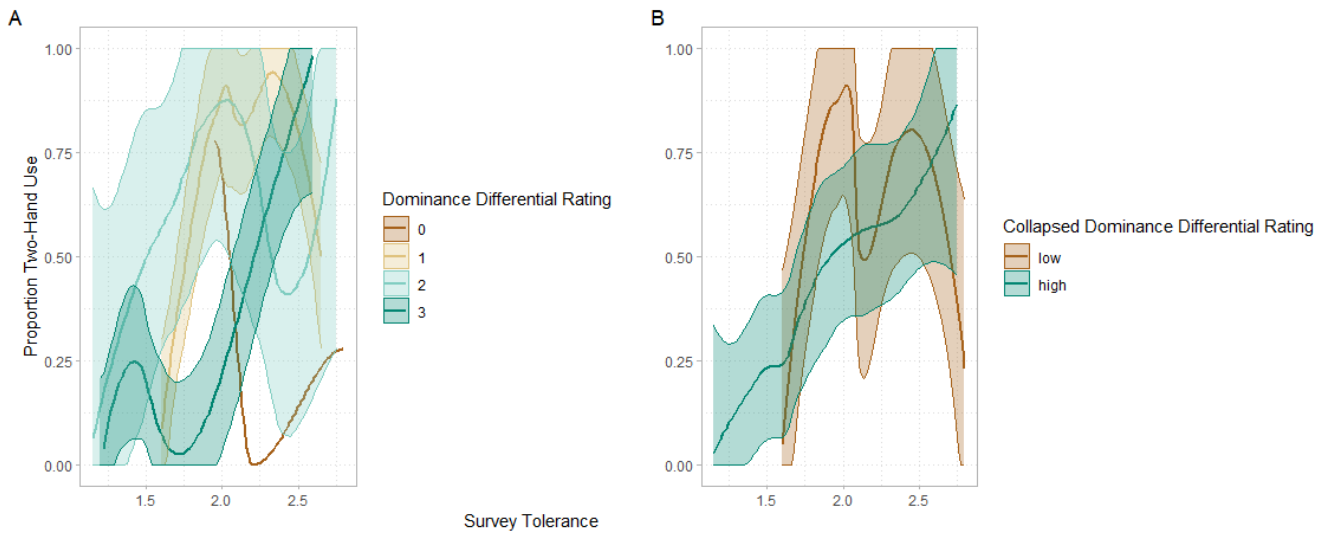 A
Proportion Two-Hand Use
1.00
0.75
0.50
0.25
0.00
1.5 2.0 2.5
Dominance Differential Rating
0
1
2
3
B
1.00
0.75
0.50
0.25
0.00
1.5 2.0 2.5
Collapsed Dominance Differential Rating
low
high
Survey Tolerance